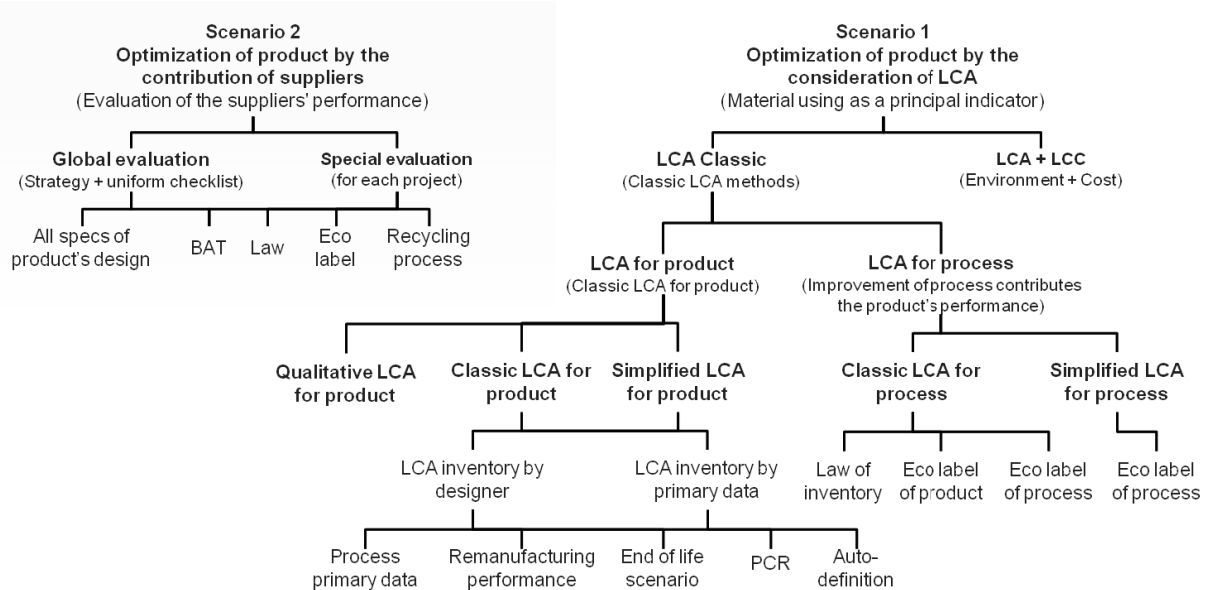 Scenario 2
Optimization of product by the
contribution of suppliers
(Evaluation of the suppliers' performance)
Global evaluation
(Strategy + uniform checklist)
Special evaluation
(for each project)
All specs of
product's design
BAT
Law
Eco
label
Recycling
process
Scenario 1
Optimization of product by the
consideration of LCA
(Material using as a principal indicator)
LCA Classic
(Classic LCA methods)
LCA + LCC
(Environment + Cost)
LCA for product
(Classic LCA for product)
LCA for process
(Improvement of process contributes
the product's performance)
Qualitative LCA
for product
Classic LCA for
product
Simplified LCA
for product
Classic LCA for
process
Simplified LCA
for process
LCA inventory by
designer
LCA inventory by
primary data
Law of
inventory
Eco label
of product
Eco label
of process
Eco label
of process
Process
primary data
Remanufacturing
performance
End of life
scenario
PCR
Auto-
definition